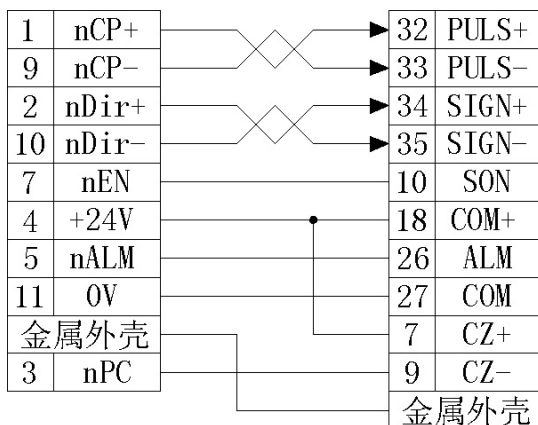 1 nCP+ 32 PULS+
9 nCP- 33 PULS-
2 nDir+ 34 SIGN+
10 nDir- 35 SIGN-
7 nEN 10 SON
4 +24V 18 COM+
5 nALM 26 ALM
11 0V 27 COM
金属外壳 7 CZ+
3 nPC 9 CZ-
金属外壳